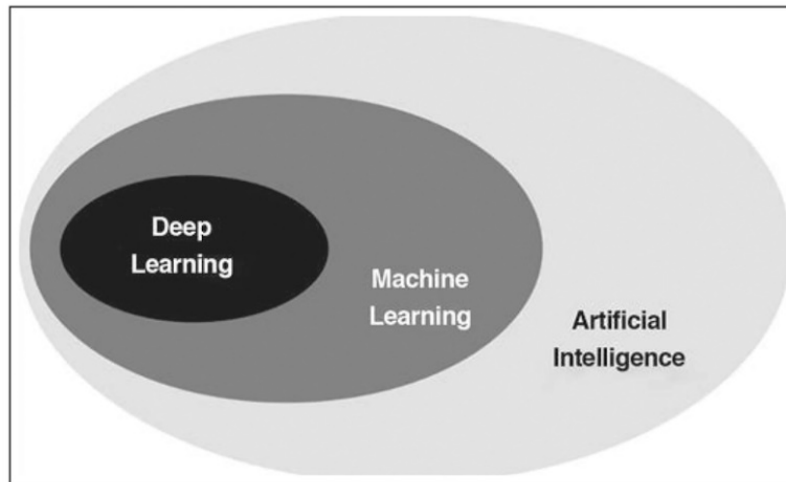 Deep
Learning
Machine
Learning
Artificial
Intelligence